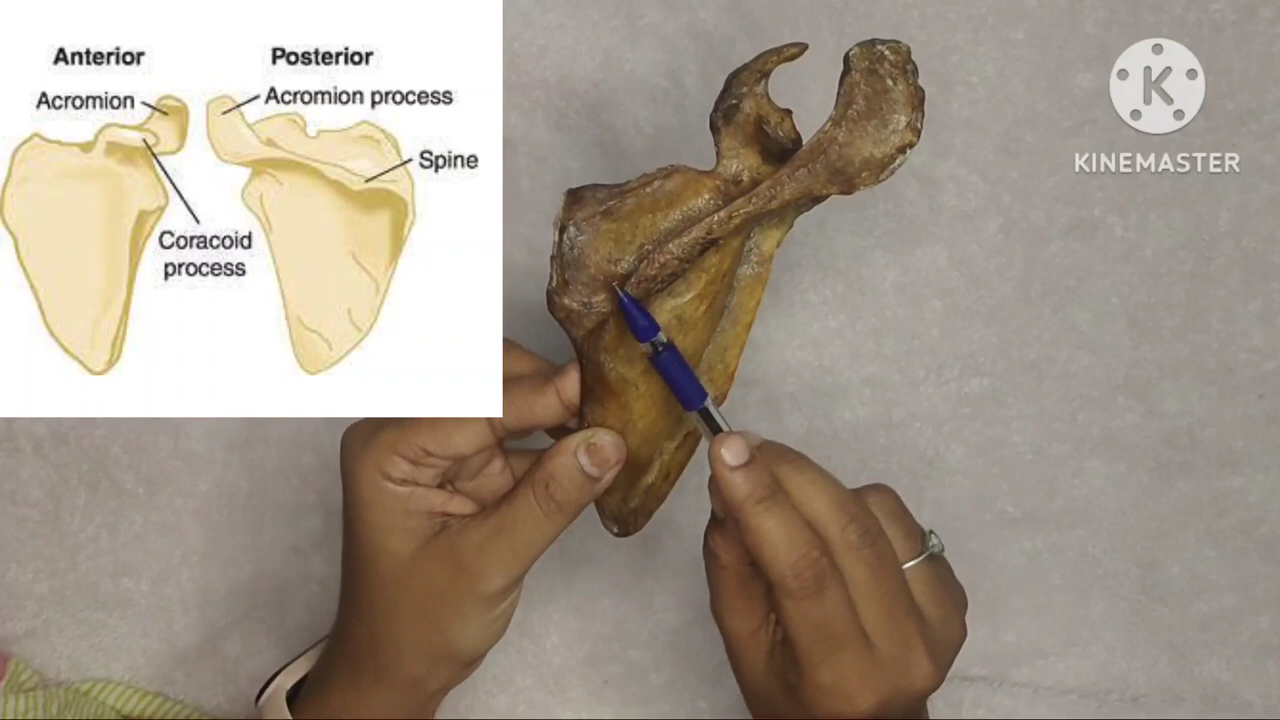 Anterior
Posterior
Acromion
Acromion process
Spine
Coracoid
process
K
KINEMASTER